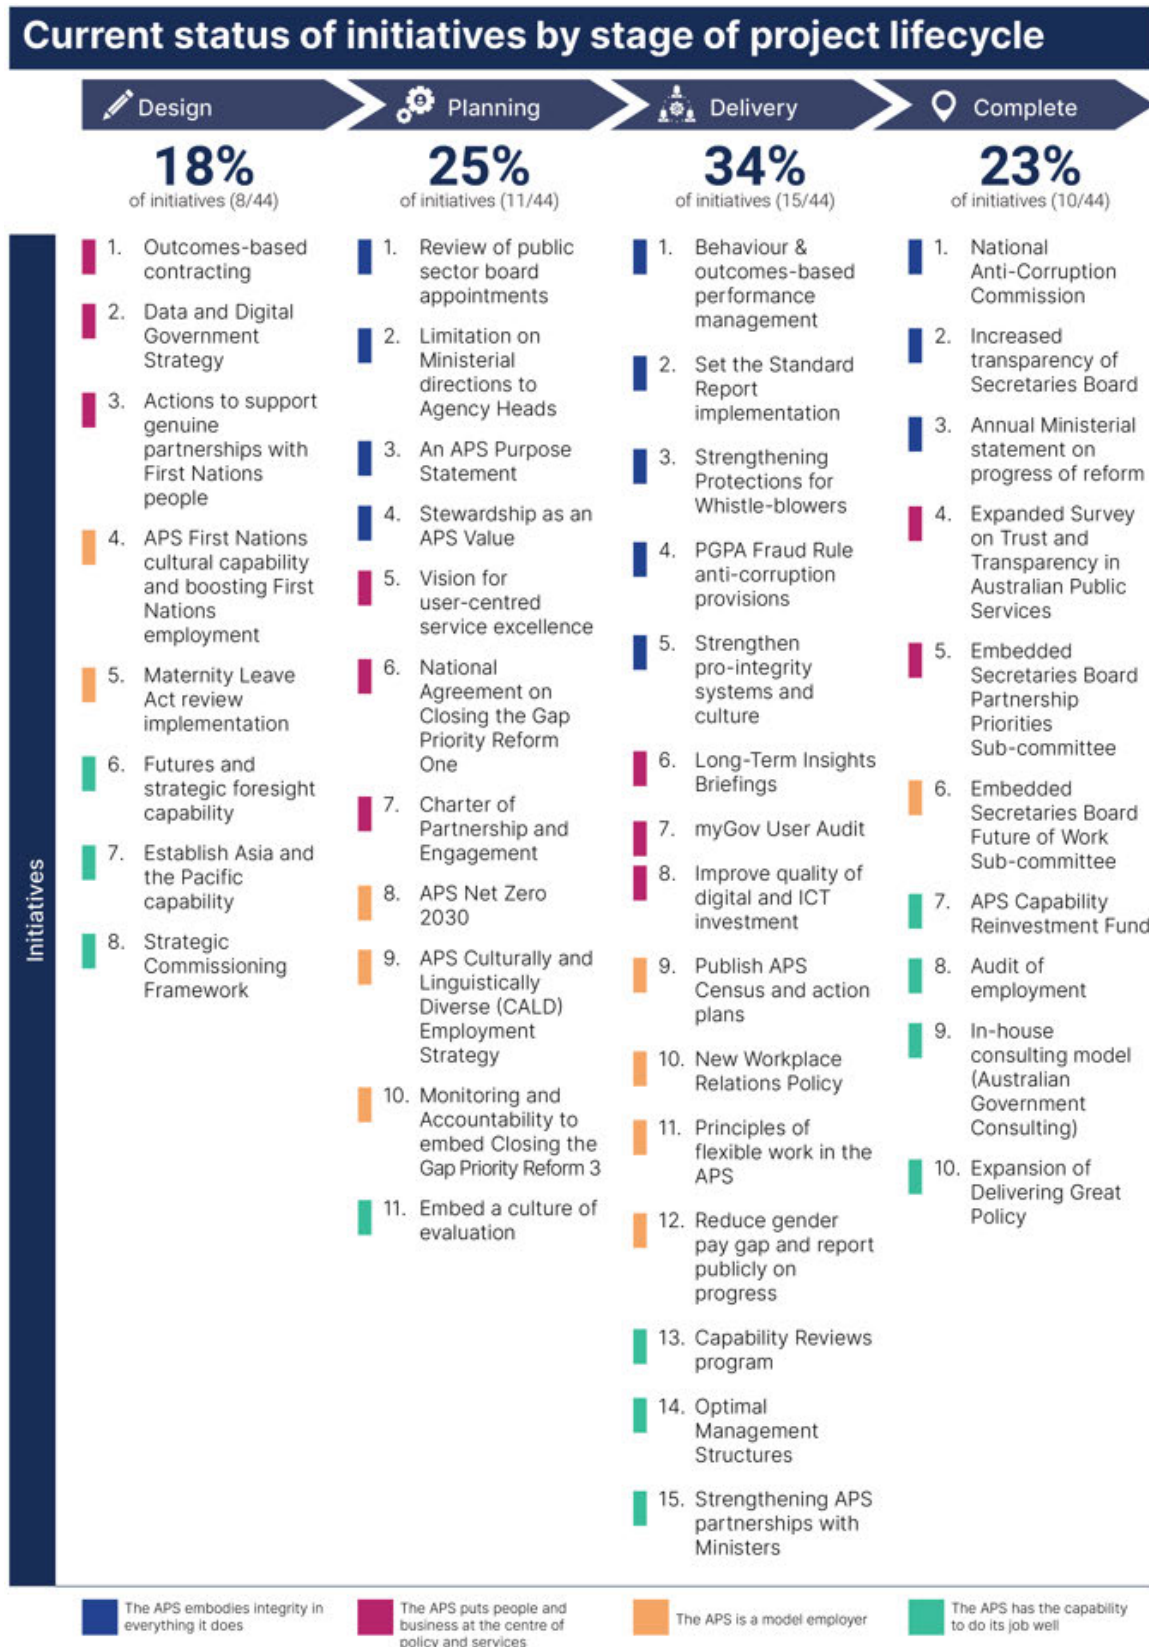 Current status of initiatives by stage of project lifecycle
Design
Planning
Delivery
Complete
18%
of initiatives (8/44)
25%
of initiatives (11/44)
34%
of initiatives (15/44)
23%
of initiatives (10/44)
Initiatives
1. Outcomes-based
contracting
2. Data and Digital
Government
Strategy
3. Actions to support
genuine
partnerships with
First Nations
people
4. APS First Nations
cultural capability
and boosting First
Nations
employment
5. Maternity Leave
Act review
implementation
6. Futures and
strategic foresight
capability
7. Establish Asia and
the Pacific
capability
8. Strategic
Commissioning
Framework
1. Review of public
sector board
appointments
2. Limitation on
Ministerial
directions to
Agency Heads
3. An APS Purpose
Statement
4. Stewardship as an
APS Value
5. Vision for
user-centred
service excellence
6. National
Agreement on
Closing the Gap
Priority Reform
One
7. Charter of
Partnership and
Engagement
8. APS Net Zero
2030
9. APS Culturally and
Linguistically
Diverse (CALD)
Employment
Strategy
10. Monitoring and
Accountability to
embed Closing the
Gap Priority Reform 3
11. Embed a culture of
evaluation
1. Behaviour &
outcomes-based
performance
management
2. Set the Standard
Report
implementation
3. Strengthening
Protections for
Whistle-blowers
4. PGPA Fraud Rule
anti-corruption
provisions
5. Strengthen
pro-integrity
systems and
culture
6. Long-Term Insights
Briefings
7. myGov User Audit
8. Improve quality of
digital and ICT
investment
9. Publish APS
Census and action
plans
10. New Workplace
Relations Policy
11. Principles of
flexible work in the
APS
12. Reduce gender
pay gap and report
publicly on
progress
13. Capability Reviews
program
14. Optimal
Management
Structures
15. Strengthening APS
partnerships with
Ministers
1. National
Anti-Corruption
Commission
2. Increased
transparency of
Secretaries Board
3. Annual Ministerial
statement on
progress of reform
4. Expanded Survey
on Trust and
Transparency in
Australian Public
Services
5. Embedded
Secretaries Board
Partnership
Priorities
Sub-committee
6. Embedded
Secretaries Board
Future of Work
Sub-committee
7. APS Capability
Reinvestment Fund
8. Audit of
employment
9. In-house
consulting model
(Australian
Government
Consulting)
10. Expansion of
Delivering Great
Policy
The APS embodies integrity in
everything it does
The APS puts people and
business at the centre of
policy and services
The APS is a model employer
The APS has the capability
to do its job well